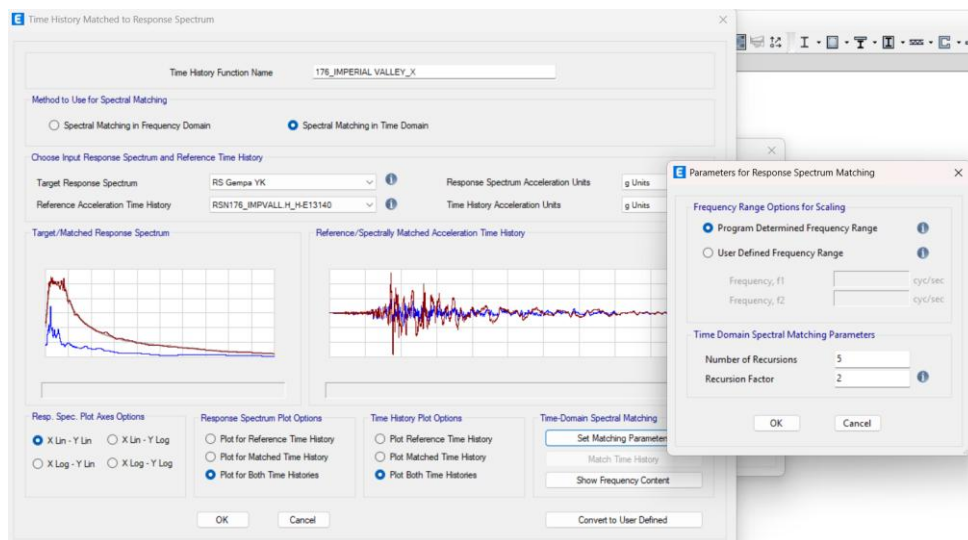 E Time History Matched to Response Spectrum
Time History Function Name 176_IMPERIAL VALLEY_X
Method to Use for Spectral Matching
Spectral Matching in Frequency Domain Spectral Matching in Time Domain
Choose Input Response Spectrum and Reference Time History
Target Response Spectrum RS Gempa YK Response Spectrum Acceleration Units g Units
Reference Acceleration Time History RSN176_IMPVALL.H_H-E13140 Time History Acceleration Units g Units
Target/Matched Response Spectrum Reference/Spectrally Matched Acceleration Time History
Resp. Spec. Plot Axes Options
X Lin - Y Lin X Lin - Y Log
X Log - Y Lin X Log - Y Log
Response Spectrum Plot Options
Plot for Reference Time History
Plot for Matched Time History
Plot for Both Time Histories
Time History Plot Options
Plot Reference Time History
Plot Matched Time History
Plot Both Time Histories
Time-Domain Spectral Matching
Set Matching Parameter
Match Time History
Show Frequency Content
OK Cancel Convert to User Defined
E Parameters for Response Spectrum Matching
Frequency Range Options for Scaling
Program Determined Frequency Range
User Defined Frequency Range
Frequency, f1 cyc/sec
Frequency, f2 cyc/sec
Time Domain Spectral Matching Parameters
Number of Recursions 5
Recursion Factor 2
OK Cancel